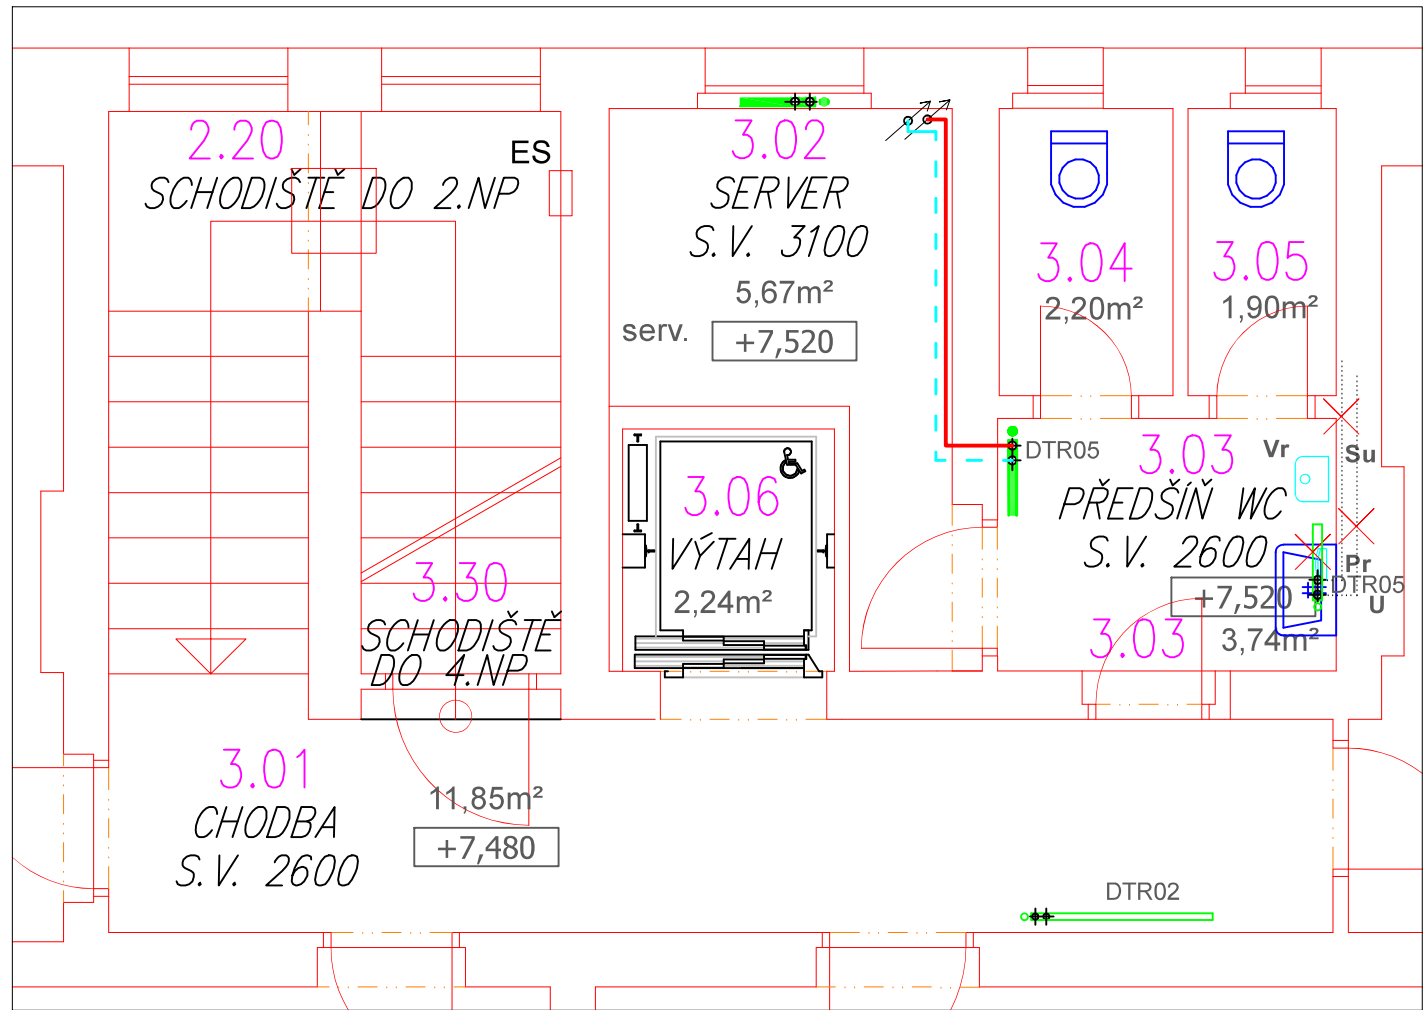 2.20
SCHODIŠTĚ DO 2.NP
ES
3.02
SERVER
S.V. 3100
5,67m²
serv.
+7,520
3.04
2,20m²
3.05
1,90m²
DTR05
3.03
Vr
Su
PŘEDSÍŇ WC
S.V. 2600
Pr
DTR05
U
+7,520
3.03
3,74m²
3.06
VÝTAH
2,24m²
3.30
SCHODIŠTĚ
DO 4.NP
3.01
CHODBA
S.V. 2600
11,85m²
+7,480
DTR02